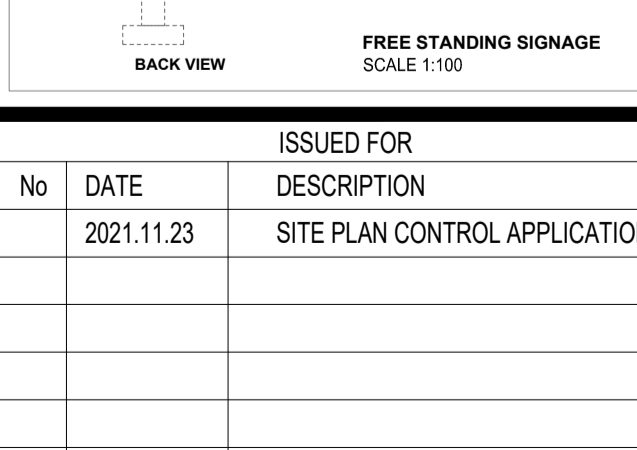 BACK VIEW
FREE STANDING SIGNAGE
SCALE 1:100
ISSUED FOR
No DATE DESCRIPTION
2021.11.23 SITE PLAN CONTROL